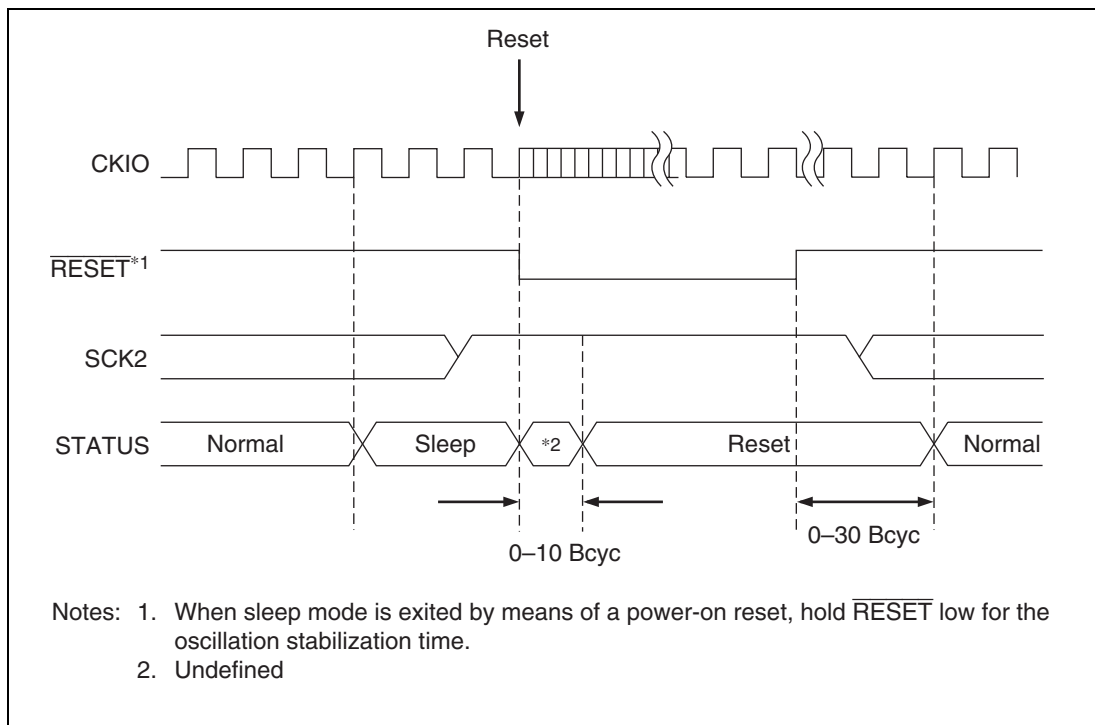 Reset
CKIO
RESET*1
SCK2
STATUS Normal Sleep *2 Reset Normal
0–10 Bcyc
0–30 Bcyc
Notes: 1. When sleep mode is exited by means of a power-on reset, hold RESET low for the
oscillation stabilization time.
2. Undefined